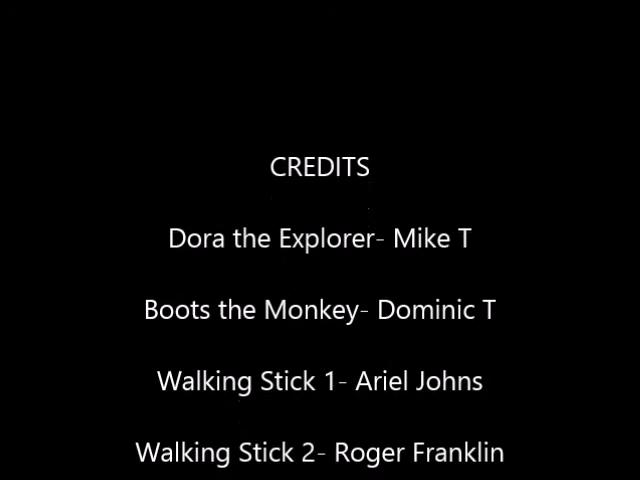 CREDITS
Dora the Explorer- Mike T
Boots the Monkey- Dominic T
Walking Stick 1- Ariel Johns
Walking Stick 2- Roger Franklin